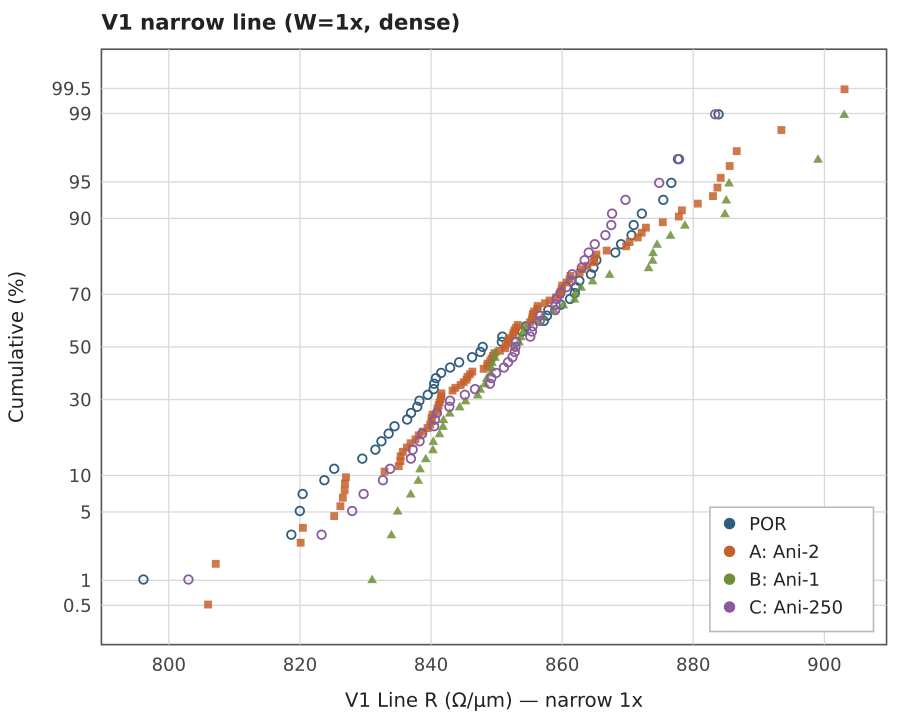 V1 narrow line (W=1x, dense)
Cumulative (%)
99.5
99
95
90
70
50
30
10
5
1
0.5
POR
A: Ani-2
B: Ani-1
C: Ani-250
800 820 840 860 880 900
V1 Line R (Ω/μm) — narrow 1x